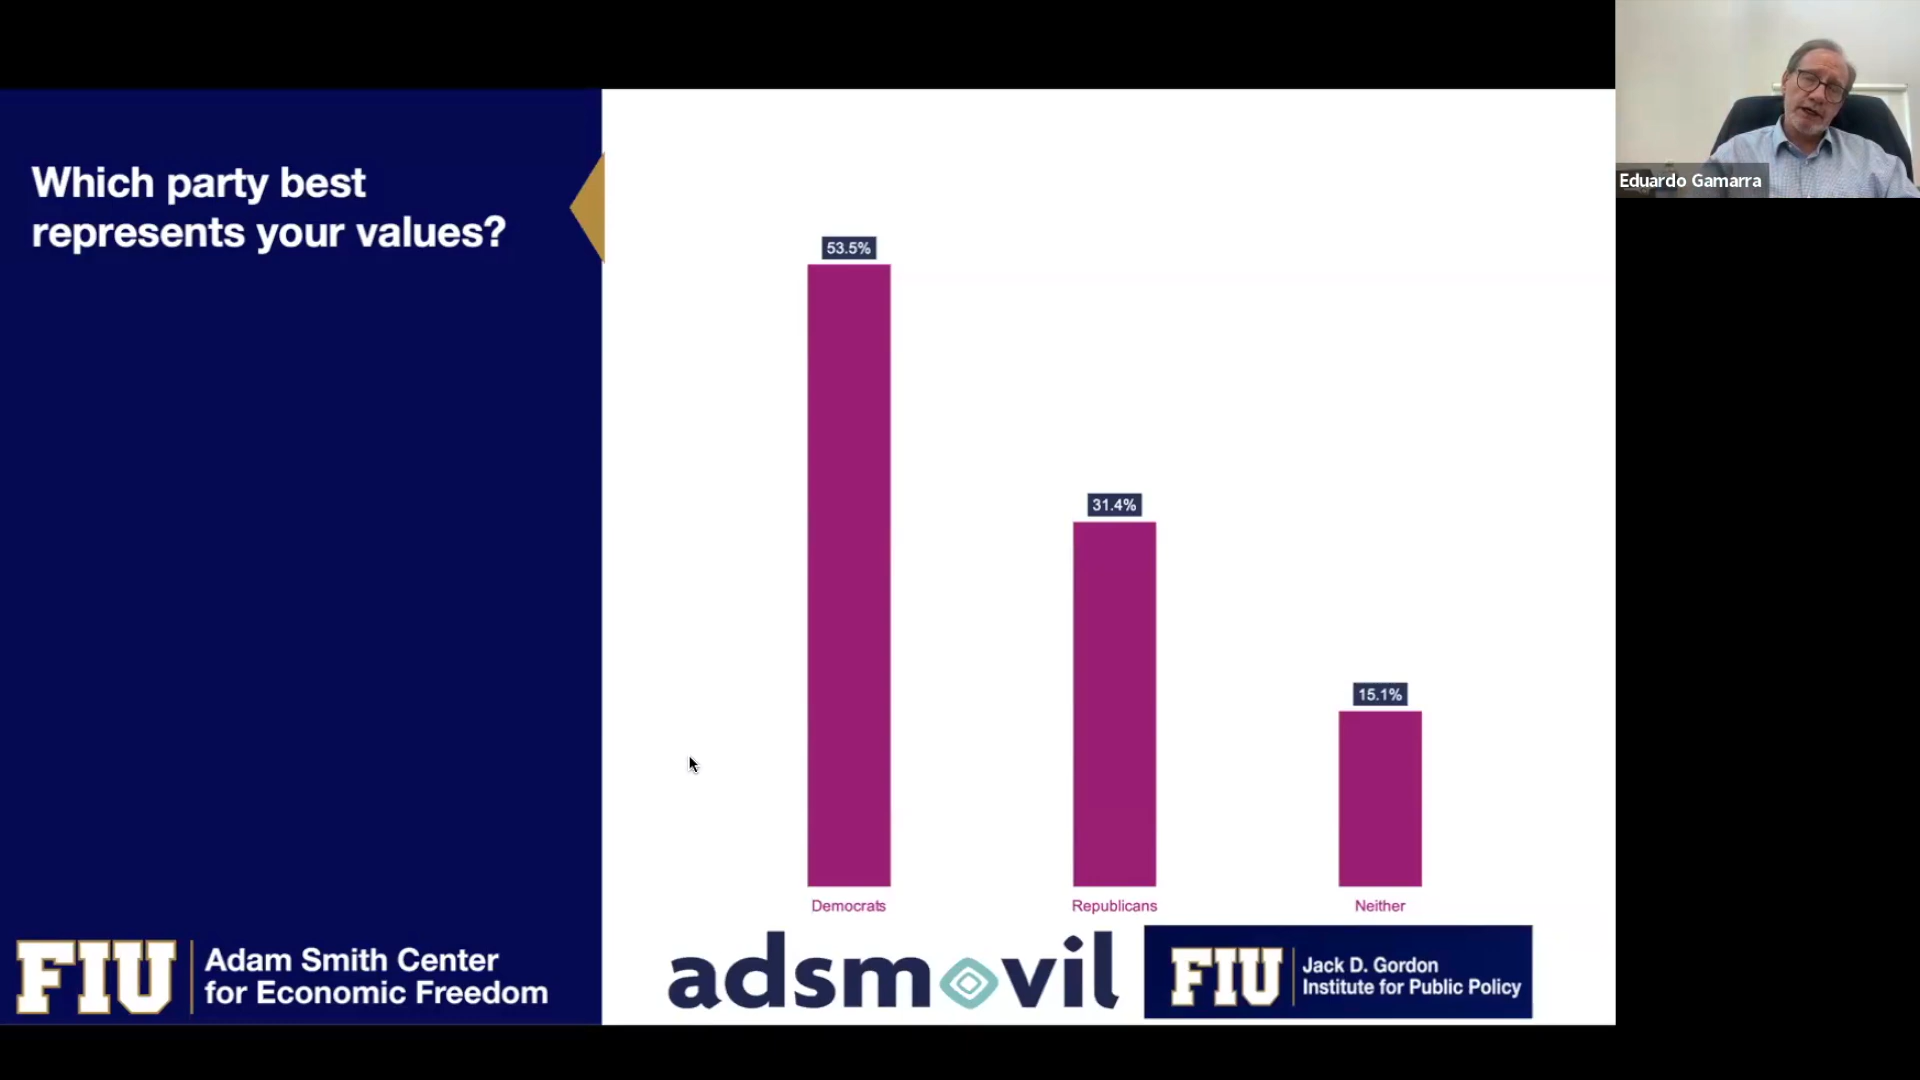 Which party best
represents your values?
53.5%
31.4%
15.1%
Democrats
Republicans
Neither
FIU
Adam Smith Center
for Economic Freedom
adsmovil
FIU
Jack D. Gordon
Institute for Public Policy
Eduardo Gamarra